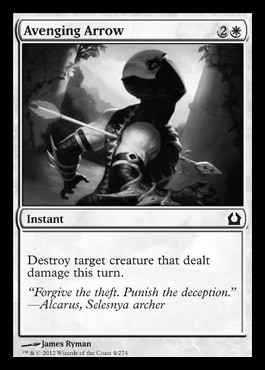 Avenging Arrow 2
Instant
Destroy target creature that dealt
damage this turn.
“Forgive the theft. Punish the deception.”
—Alcarus, Selesnya archer
James Ryman
™ & © 2012 Wizards of the Coast 4/274